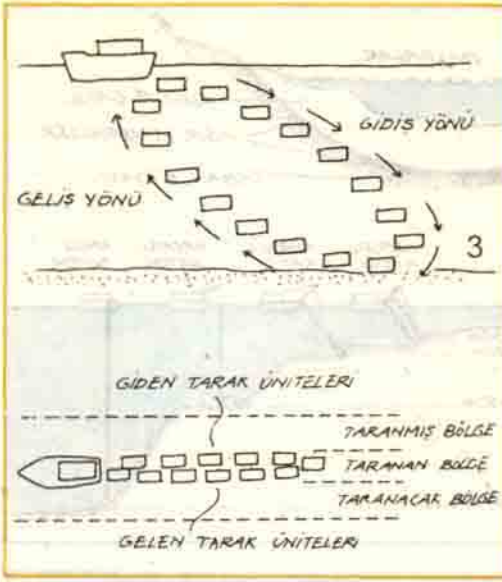 GİDİŞ YÖNÜ
GELİŞ YÖNÜ
3
GİDEN TARAK ÜNİTELERİ
TARANMIŞ BÖLGE
TARANAN BÖLGE
TARANACAK BÖLGE
GELEN TARAK ÜNİTELERİ